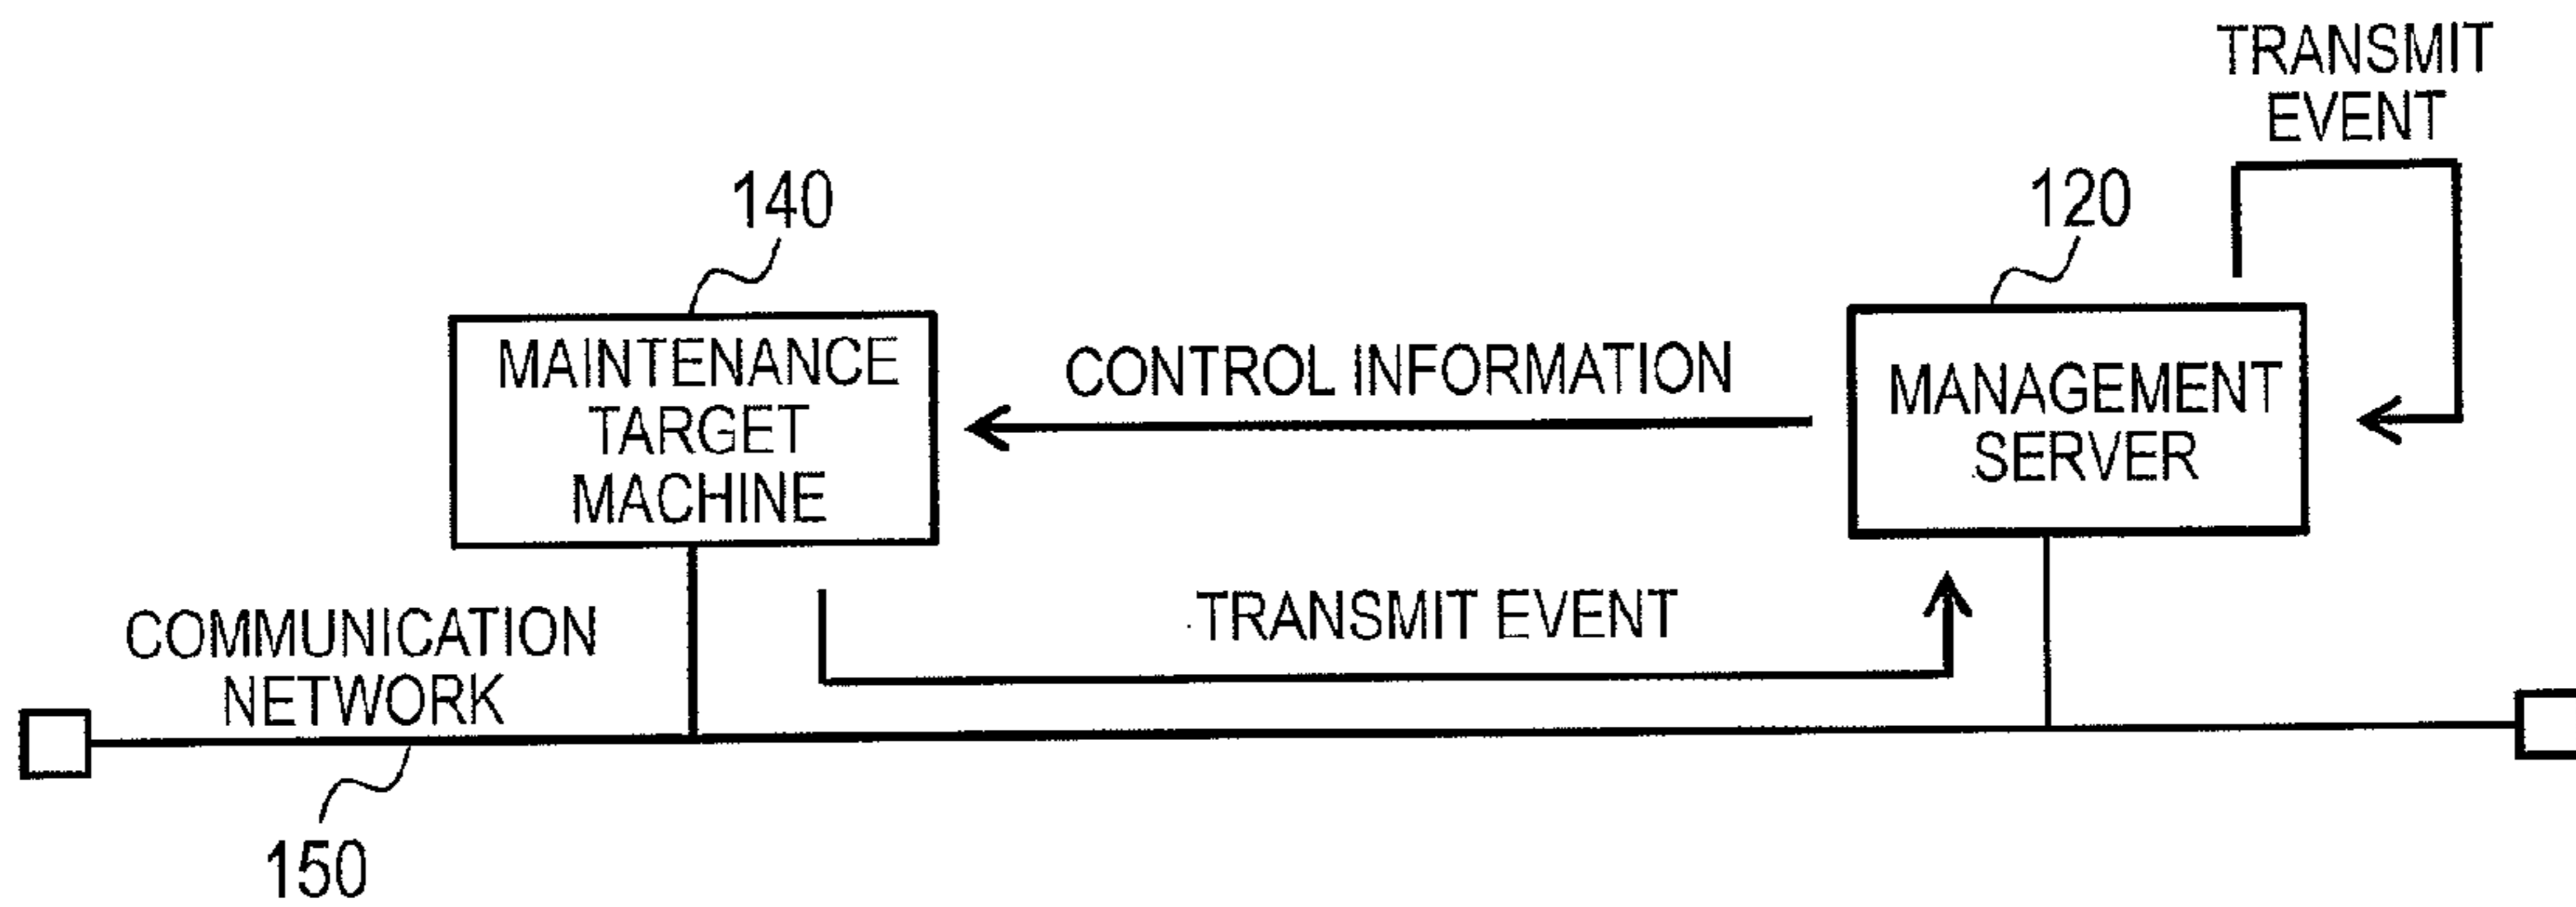 TRANSMIT
EVENT
140
120
MAINTENANCE
TARGET
MACHINE
CONTROL INFORMATION
MANAGEMENT
SERVER
TRANSMIT EVENT
COMMUNICATION
NETWORK
150